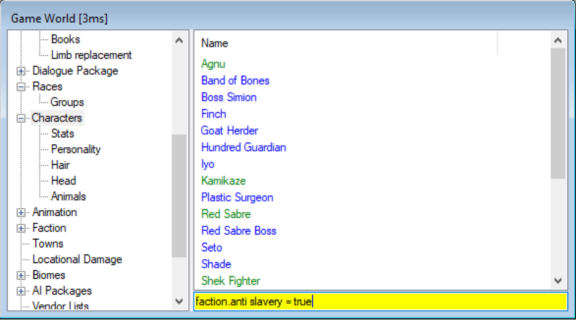 Game World [3ms]
Books
Limb replacement
Dialogue Package
Races
Groups
Characters
Stats
Personality
Hair
Head
Animals
Animation
Faction
Towns
Locational Damage
Biomes
AI Packages
Vendor Lists
Name
Agnu
Band of Bones
Boss Simion
Finch
Goat Herder
Hundred Guardian
Iyo
Kamikaze
Plastic Surgeon
Red Sabre
Red Sabre Boss
Seto
Shade
Shek Fighter
faction.anti slavery = true